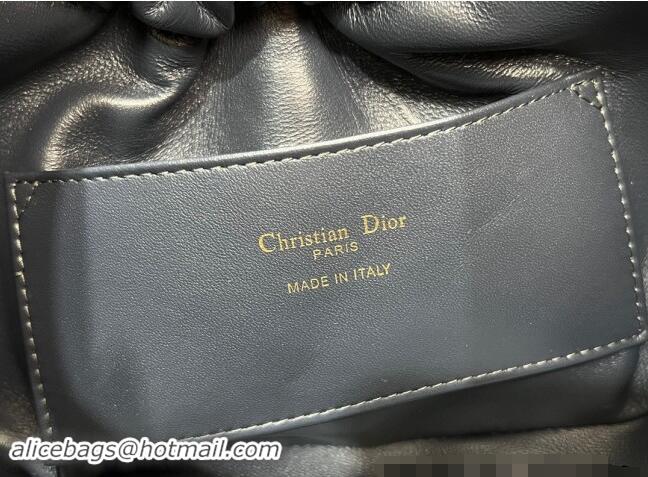 Christian Dior
PARIS
MADE IN ITALY
alicebags@hotmail.com